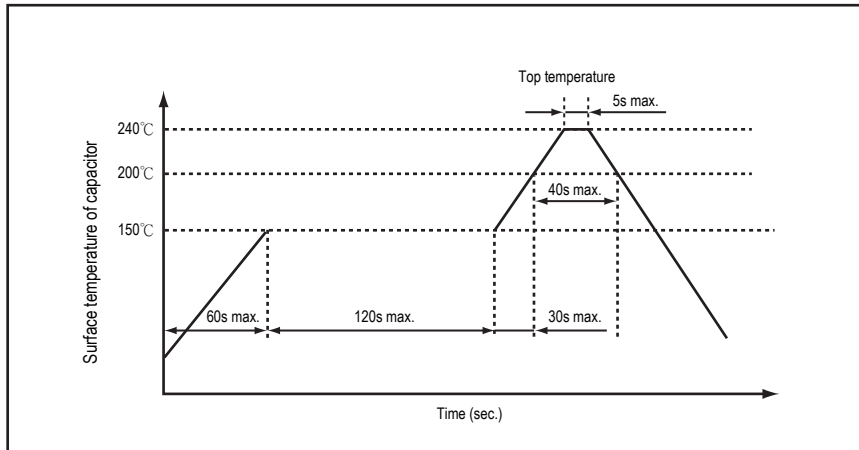 Top temperature
5s max.
240℃
200℃
40s max.
150℃
Surface temperature of capacitor
60s max.
120s max.
30s max.
Time (sec.)